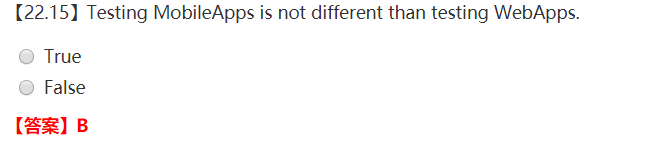 【22.15】Testing MobileApps is not different than testing WebApps.
True
False
【答案】B